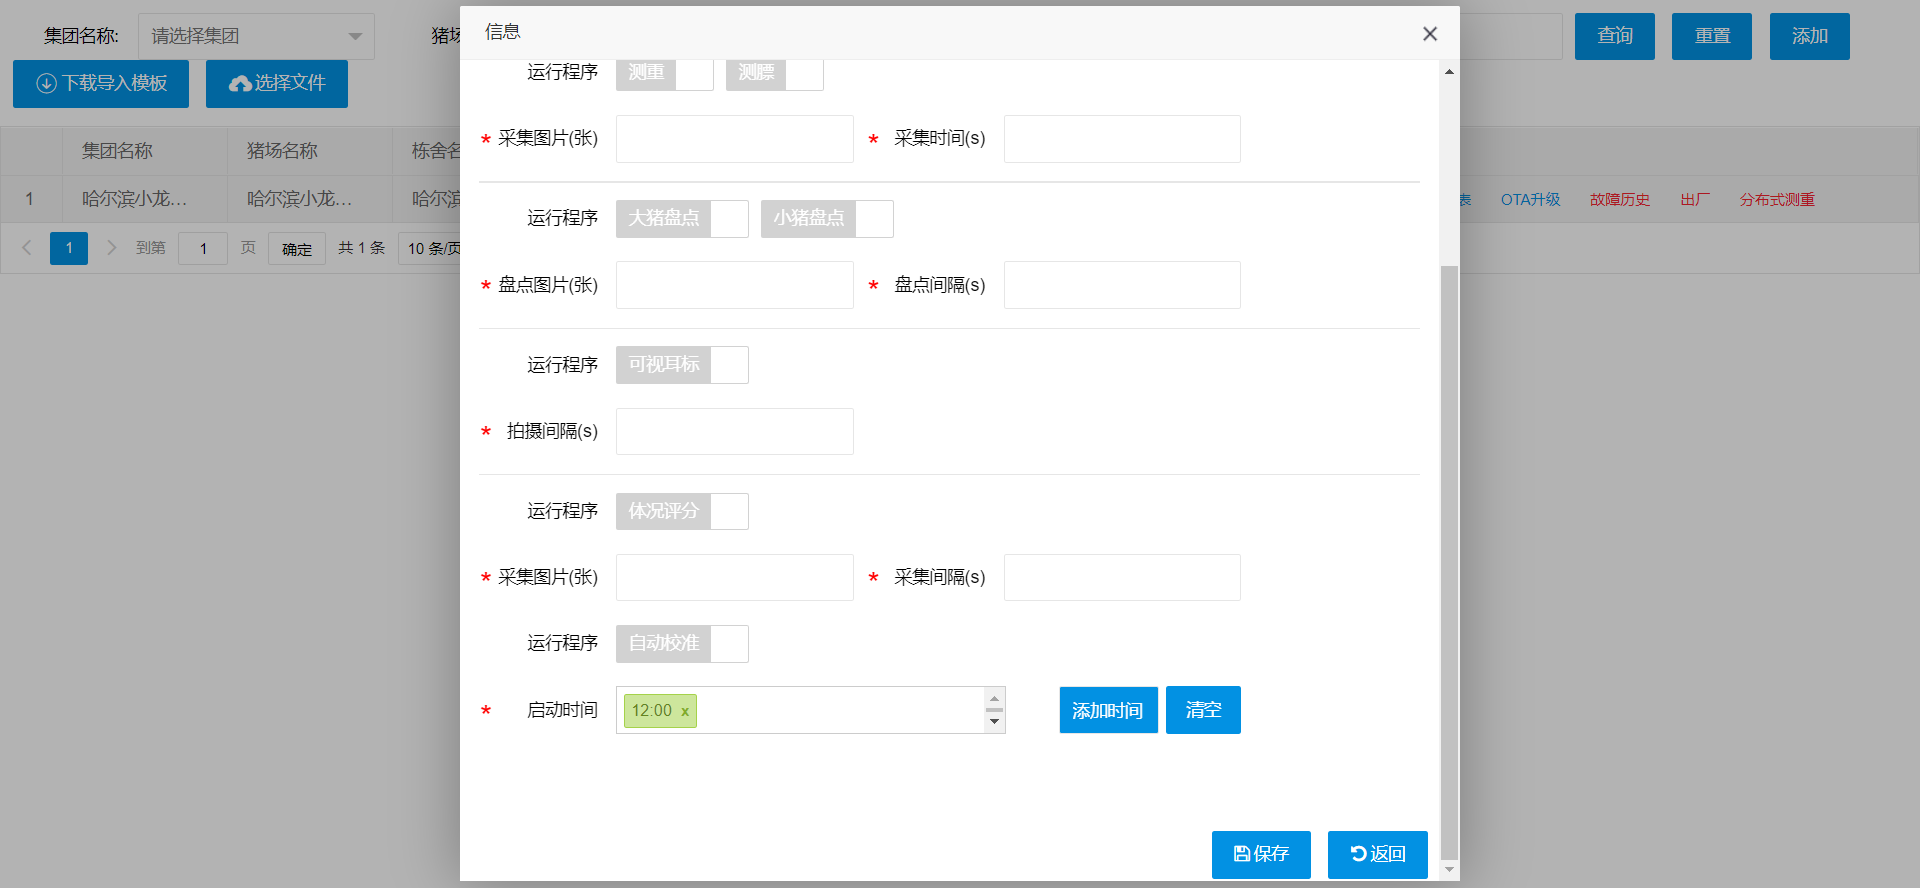 集团名称: 请选择集团 猪场 查询 重置 添加
下载导入模板 选择文件
集团名称 猪场名称 栋舍名
1 哈尔滨小龙... 哈尔滨小龙... 哈尔滨 表 OTA升级 故障历史 出厂 分布式测重
1 到第 1 页 确定 共 1 条 10 条/页
信息
运行程序 测重 测膘
* 采集图片(张) * 采集时间(s)
运行程序 大猪盘点 小猪盘点
* 盘点图片(张) * 盘点间隔(s)
运行程序 可视耳标
* 拍摄间隔(s)
运行程序 体况评分
* 采集图片(张) * 采集间隔(s)
运行程序 自动校准
* 启动时间 12:00 x 添加时间 清空
保存 返回